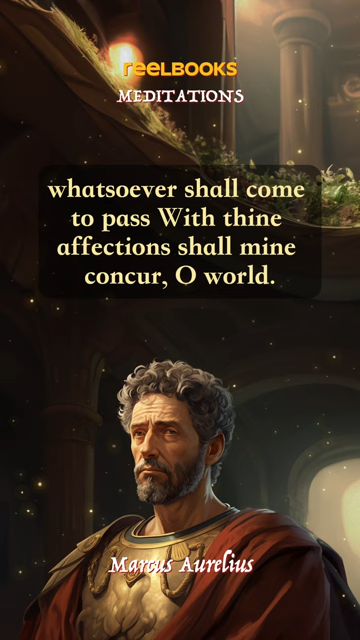 reelbooks
MEDITATIONS
whatsoever shall come
to pass With thine
affections shall mine
concur, O world.
Marcus Aurelius